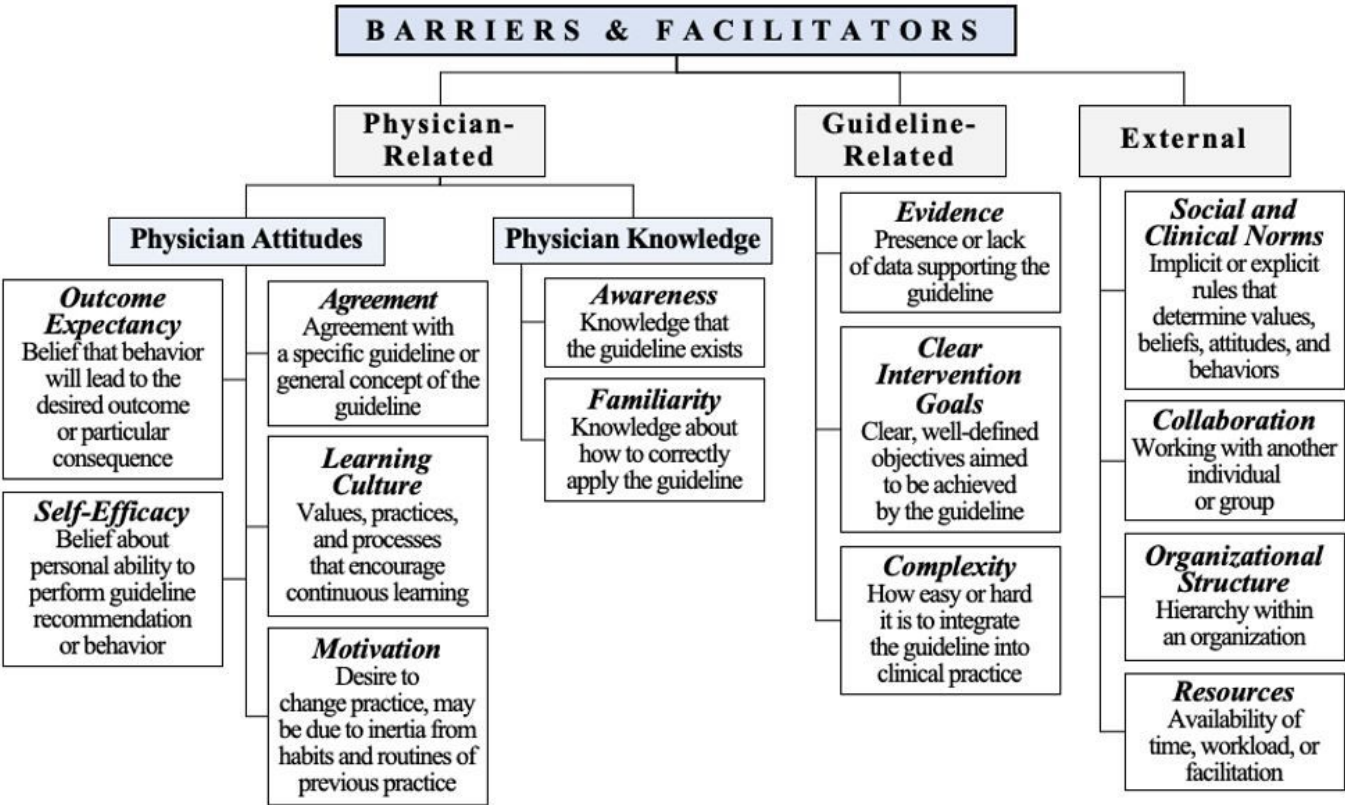 BARRIERS & FACILITATORS
Physician-
Related
Physician Attitudes
Outcome
Expectancy
Belief that behavior
will lead to the
desired outcome
or particular
consequence
Self-Efficacy
Belief about
personal ability to
perform guideline
recommendation
or behavior
Agreement
Agreement with
a specific guideline or
general concept of the
guideline
Learning
Culture
Values, practices,
and processes
that encourage
continuous learning
Motivation
Desire to
change practice, may
be due to inertia from
habits and routines of
previous practice
Physician Knowledge
Awareness
Knowledge that
the guideline exists
Familiarity
Knowledge about
how to correctly
apply the guideline
Guideline-
Related
Evidence
Presence or lack
of data supporting the
guideline
Clear
Intervention
Goals
Clear, well-defined
objectives aimed
to be achieved
by the guideline
Complexity
How easy or hard
it is to integrate
the guideline into
clinical practice
External
Social and
Clinical Norms
Implicit or explicit
rules that
determine values,
beliefs, attitudes, and
behaviors
Collaboration
Working with another
individual
or group
Organizational
Structure
Hierarchy within
an organization
Resources
Availability of
time, workload, or
facilitation